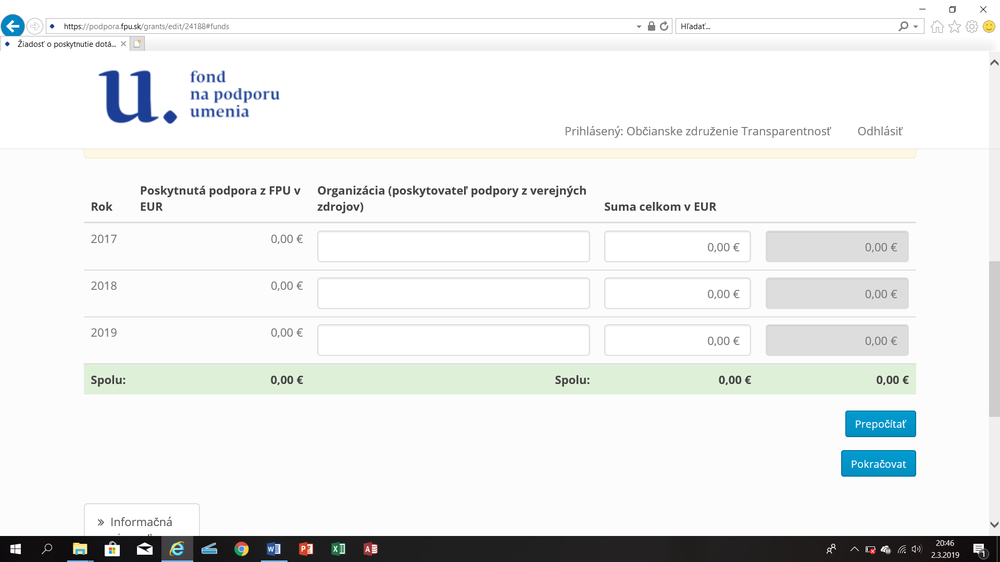 https://podpora.fpu.sk/grants/edit/24188#funds
Hľadať...
Žiadosť o poskytnutie dotá...
u.
fond
na podporu
umenia
Prihlásený: Občianske združenie Transparentnosť
Odhlásiť
Rok
Poskytnutá podpora z FPU v
EUR
Organizácia (poskytovateľ podpory z verejných
zdrojov)
Suma celkom v EUR
2017 0,00 € 0,00 € 0,00 €
2018 0,00 € 0,00 € 0,00 €
2019 0,00 € 0,00 € 0,00 €
Spolu: 0,00 € Spolu: 0,00 € 0,00 €
Prepočítať
Pokračovat
» Informačná
20:46
2.3.2019
1